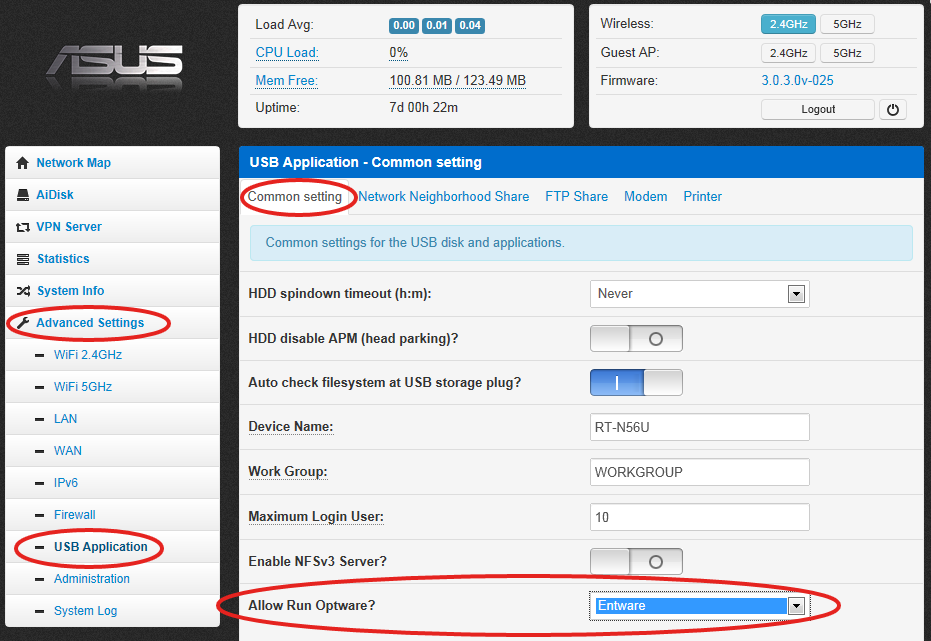 ASUS
Load Avg: 0.00 0.01 0.04
CPU Load: 0%
Mem Free: 100.81 MB / 123.49 MB
Uptime: 7d 00h 22m
Wireless: 2.4GHz 5GHz
Guest AP: 2.4GHz 5GHz
Firmware: 3.0.3.0v-025
Logout
Network Map
AiDisk
VPN Server
Statistics
System Info
Advanced Settings
WiFi 2.4GHz
WiFi 5GHz
LAN
WAN
IPv6
Firewall
USB Application
Administration
System Log
USB Application - Common setting
Common setting Network Neighborhood Share FTP Share Modem Printer
Common settings for the USB disk and applications.
HDD spindown timeout (h:m): Never
HDD disable APM (head parking)?
Auto check filesystem at USB storage plug?
Device Name: RT-N56U
Work Group: WORKGROUP
Maximum Login User: 10
Enable NFSv3 Server?
Allow Run Optware? Entware